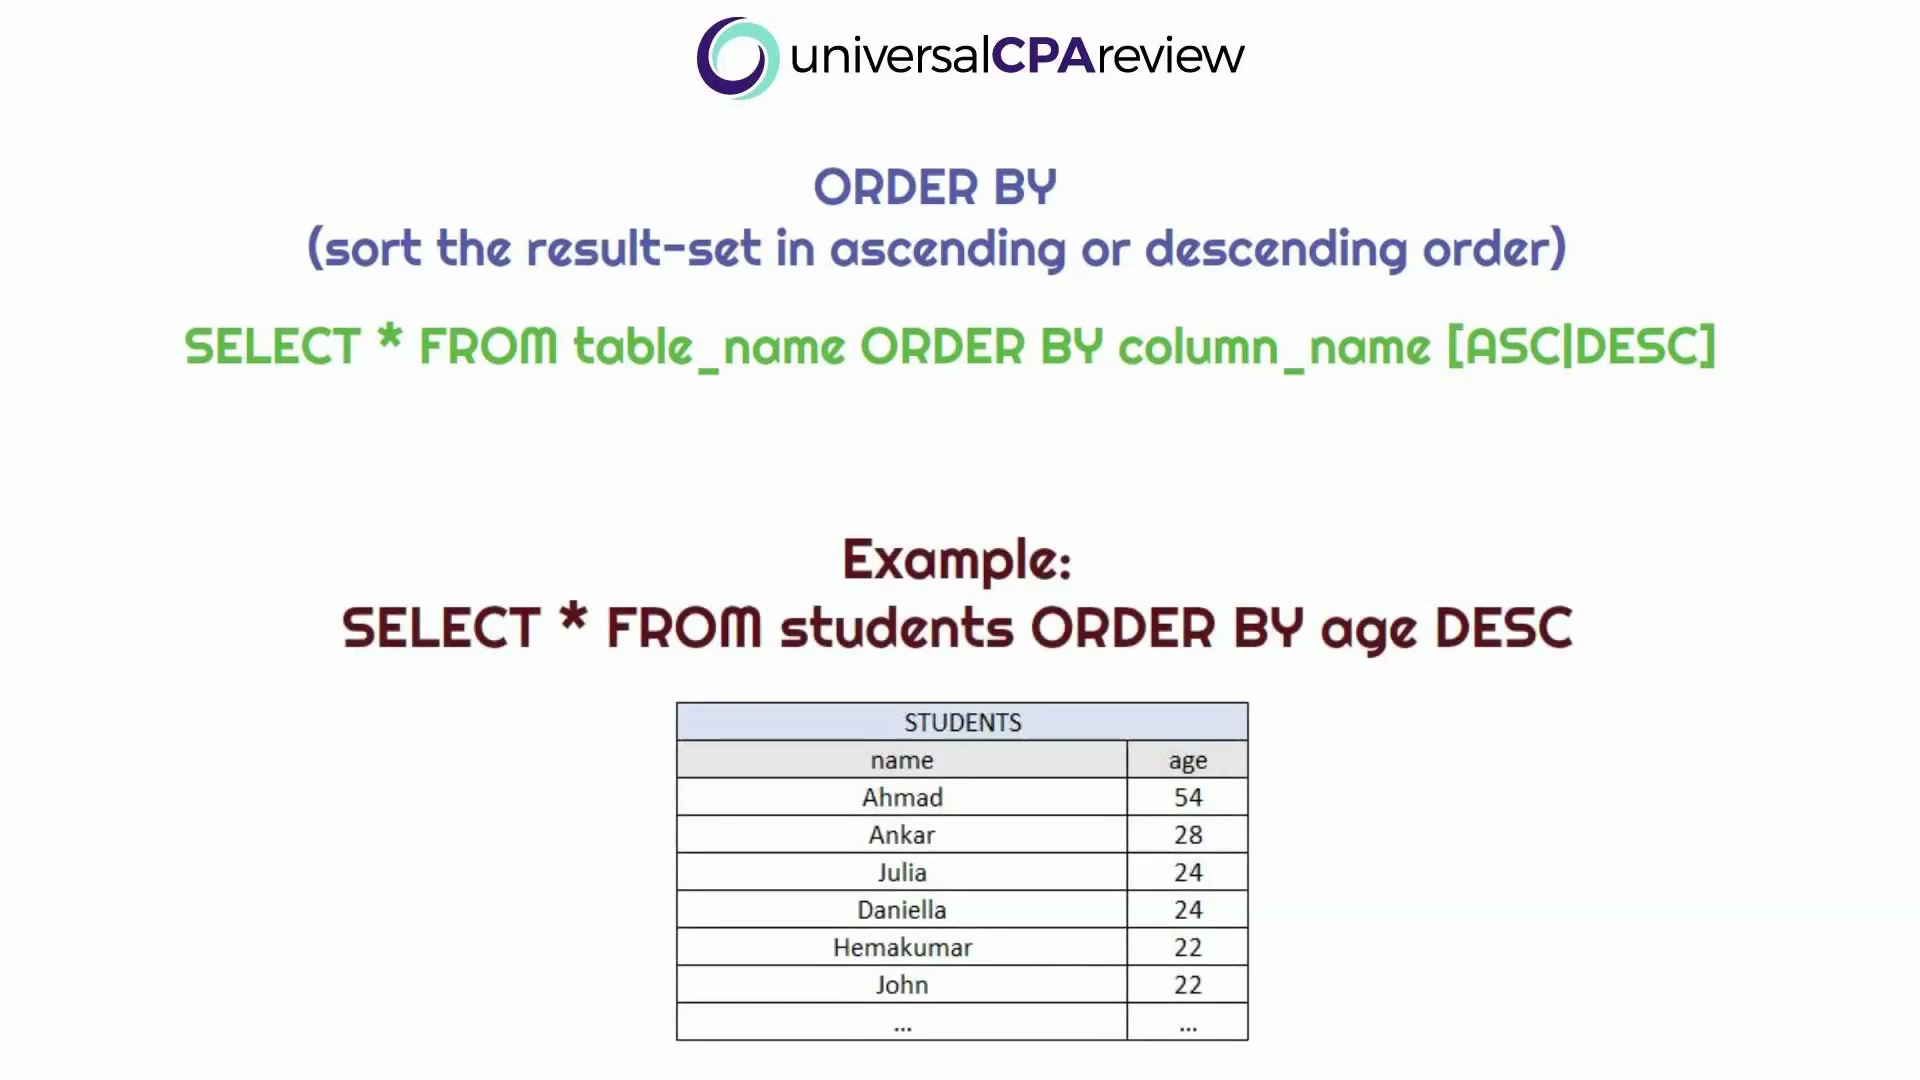 universalCPAreview
ORDER BY
(sort the result-set in ascending or descending order)
SELECT * FROM table_name ORDER BY column_name [ASC|DESC]
Example:
SELECT * FROM students ORDER BY age DESC
STUDENTS
name age
Ahmad 54
Ankar 28
Julia 24
Daniella 24
Hemakumar 22
John 22
... ...